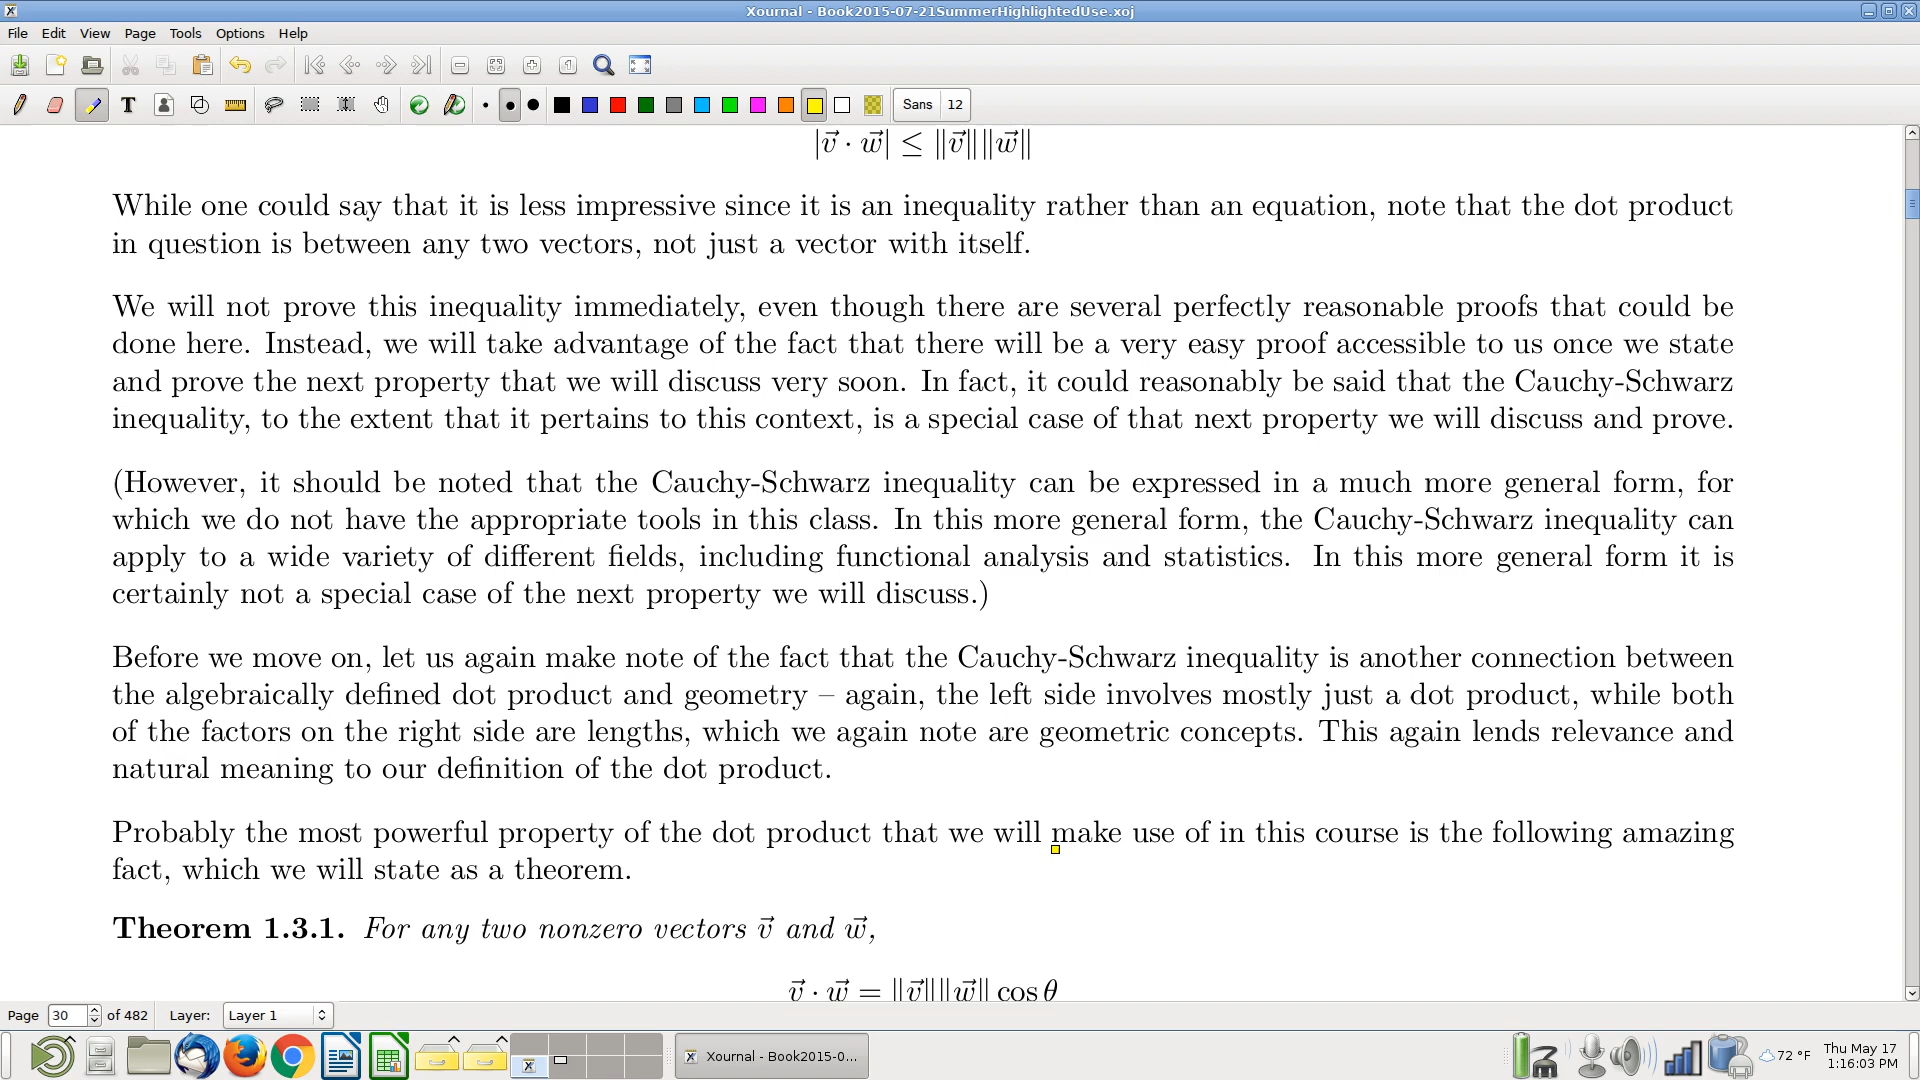 Xournal - Book2015-07-21SummerHighlightedUse.xoj
File Edit View Page Tools Options Help
Sans 12
|v⃗ · w⃗| ≤ ‖v⃗‖‖w⃗‖
While one could say that it is less impressive since it is an inequality rather than an equation, note that the dot product
in question is between any two vectors, not just a vector with itself.
We will not prove this inequality immediately, even though there are several perfectly reasonable proofs that could be
done here. Instead, we will take advantage of the fact that there will be a very easy proof accessible to us once we state
and prove the next property that we will discuss very soon. In fact, it could reasonably be said that the Cauchy-Schwarz
inequality, to the extent that it pertains to this context, is a special case of that next property we will discuss and prove.
(However, it should be noted that the Cauchy-Schwarz inequality can be expressed in a much more general form, for
which we do not have the appropriate tools in this class. In this more general form, the Cauchy-Schwarz inequality can
apply to a wide variety of different fields, including functional analysis and statistics. In this more general form it is
certainly not a special case of the next property we will discuss.)
Before we move on, let us again make note of the fact that the Cauchy-Schwarz inequality is another connection between
the algebraically defined dot product and geometry – again, the left side involves mostly just a dot product, while both
of the factors on the right side are lengths, which we again note are geometric concepts. This again lends relevance and
natural meaning to our definition of the dot product.
Probably the most powerful property of the dot product that we will make use of in this course is the following amazing
fact, which we will state as a theorem.
Theorem 1.3.1. For any two nonzero vectors v⃗ and w⃗,
v⃗ · w⃗ = ‖v⃗‖‖w⃗‖ cos θ
Page 30 of 482 Layer: Layer 1
Xournal - Book2015-0...
72 °F
Thu May 17
1:16:03 PM